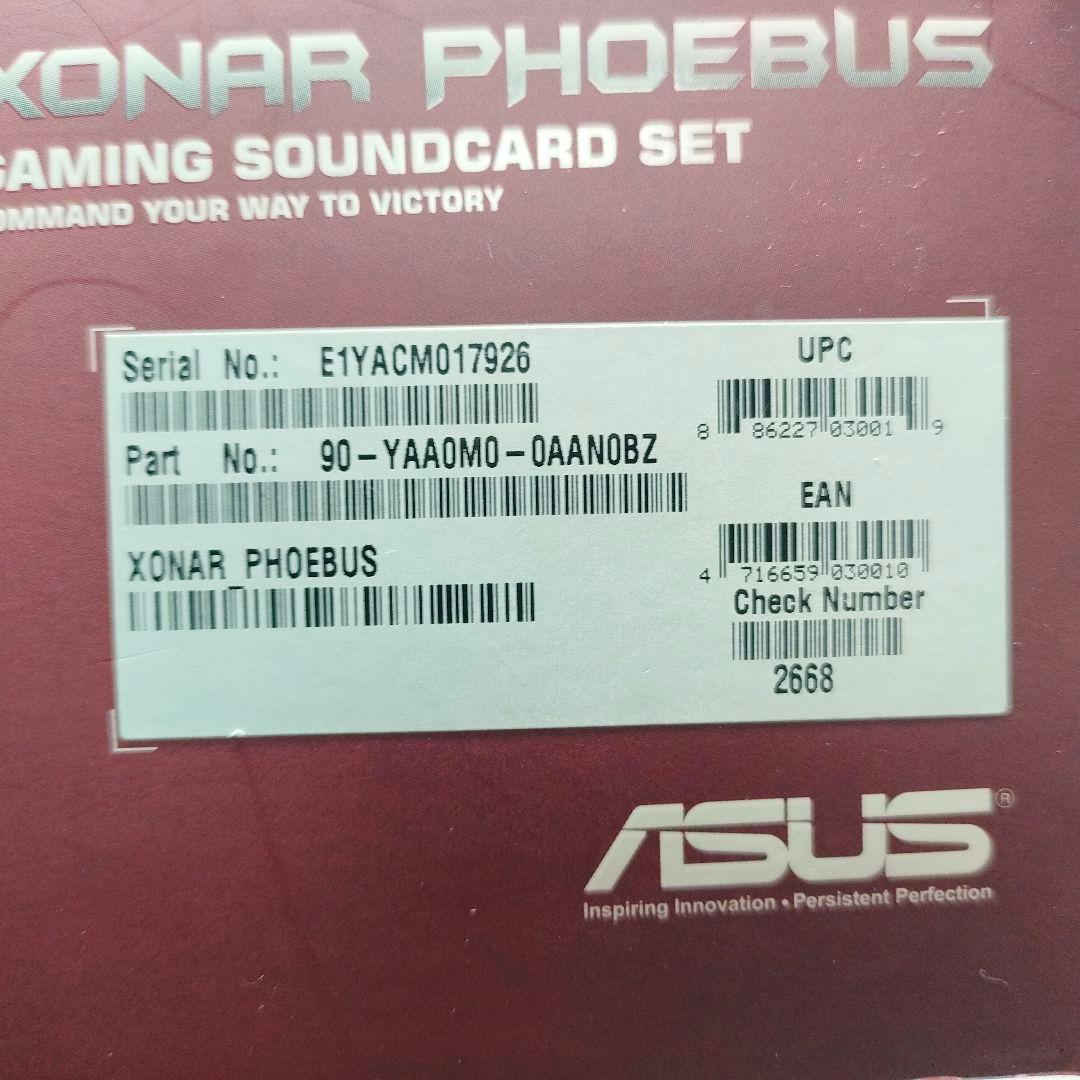 XONAR PHOEBUS
GAMING SOUNDCARD SET
COMMAND YOUR WAY TO VICTORY
Serial No.: E1YACM017926
Part No.: 90-YAA0M0-0AAN0BZ
XONAR_PHOEBUS
UPC
8 86227 03001 9
EAN
4 716659 030010
Check Number
2668
ASUS®
Inspiring Innovation • Persistent Perfection